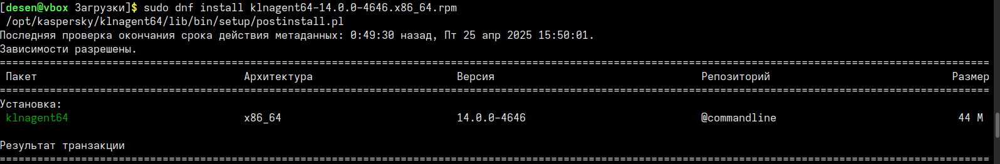 [desen@vbox Загрузки]$ sudo dnf install klnagent64-14.0.0-4646.x86_64.rpm
/opt/kaspersky/klnagent64/lib/bin/setup/postinstall.pl
Последняя проверка окончания срока действия метаданных: 0:49:30 назад, Пт 25 апр 2025 15:50:01.
Зависимости разрешены.
================================================================================
Пакет Архитектура Версия Репозиторий Размер
================================================================================
Установка:
klnagent64 x86_64 14.0.0-4646 @commandline 44 M
Результат транзакции
================================================================================